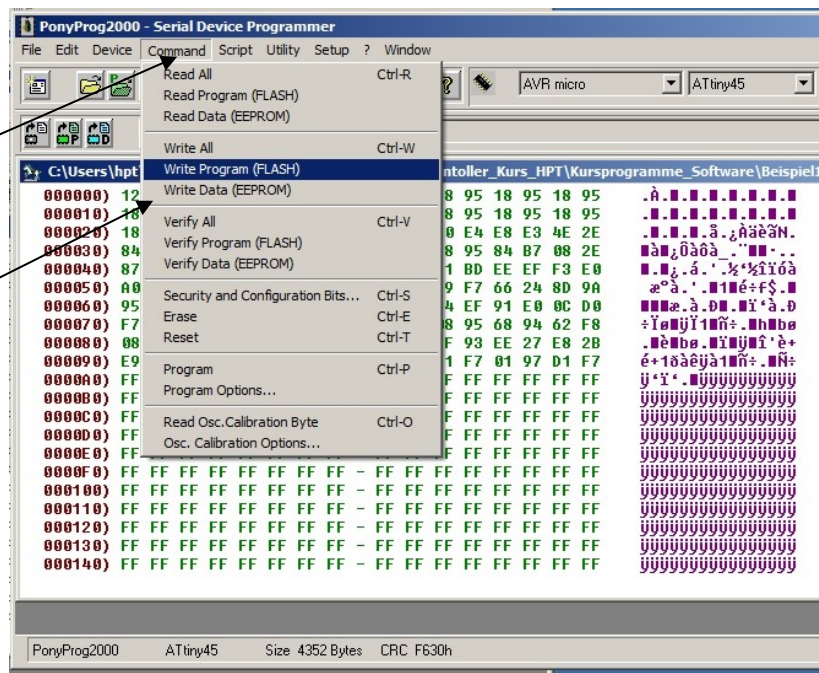 PonyProg2000 - Serial Device Programmer
File Edit Device Command Script Utility Setup ? Window
AVR micro ATtiny45
Read All Ctrl-R
Read Program (FLASH)
Read Data (EEPROM)
Write All Ctrl-W
Write Program (FLASH)
Write Data (EEPROM)
Verify All Ctrl-V
Verify Program (FLASH)
Verify Data (EEPROM)
Security and Configuration Bits... Ctrl-S
Erase Ctrl-E
Reset Ctrl-T
Program Ctrl-P
Program Options...
Read Osc.Calibration Byte Ctrl-O
Osc. Calibration Options...
C:\Users\hpt ntoller_Kurs_HPT\Kursprogramme_Software\Beispiel1
000000) 12 8 95 18 95 18 95
000010) 18 8 95 18 95 18 95
000020) 18 0 E4 E8 E3 4E 2E
000030) 84 8 95 84 B7 08 2E
000040) 87 1 BD EE EF F3 E0
000050) A0 9 F7 66 24 8D 9A
000060) 95 4 EF 91 E0 0C D0
000070) F7 8 95 68 94 62 F8
000080) 08 F 93 EE 27 E8 2B
000090) E9 1 F7 01 97 D1 F7
0000A0) FF F FF FF FF FF FF
0000B0) FF F FF FF FF FF FF
0000C0) FF F FF FF FF FF FF
0000D0) FF F FF FF FF FF FF
0000E0) FF F FF FF FF FF FF
0000F0) FF FF FF FF FF FF FF FF - FF FF FF FF FF FF FF FF ÿÿÿÿÿÿÿÿÿÿÿÿÿÿÿÿ
000100) FF FF FF FF FF FF FF FF - FF FF FF FF FF FF FF FF ÿÿÿÿÿÿÿÿÿÿÿÿÿÿÿÿ
000110) FF FF FF FF FF FF FF FF - FF FF FF FF FF FF FF FF ÿÿÿÿÿÿÿÿÿÿÿÿÿÿÿÿ
000120) FF FF FF FF FF FF FF FF - FF FF FF FF FF FF FF FF ÿÿÿÿÿÿÿÿÿÿÿÿÿÿÿÿ
000130) FF FF FF FF FF FF FF FF - FF FF FF FF FF FF FF FF ÿÿÿÿÿÿÿÿÿÿÿÿÿÿÿÿ
000140) FF FF FF FF FF FF FF FF - FF FF FF FF FF FF FF FF ÿÿÿÿÿÿÿÿÿÿÿÿÿÿÿÿ
PonyProg2000 ATtiny45 Size 4352 Bytes CRC F630h